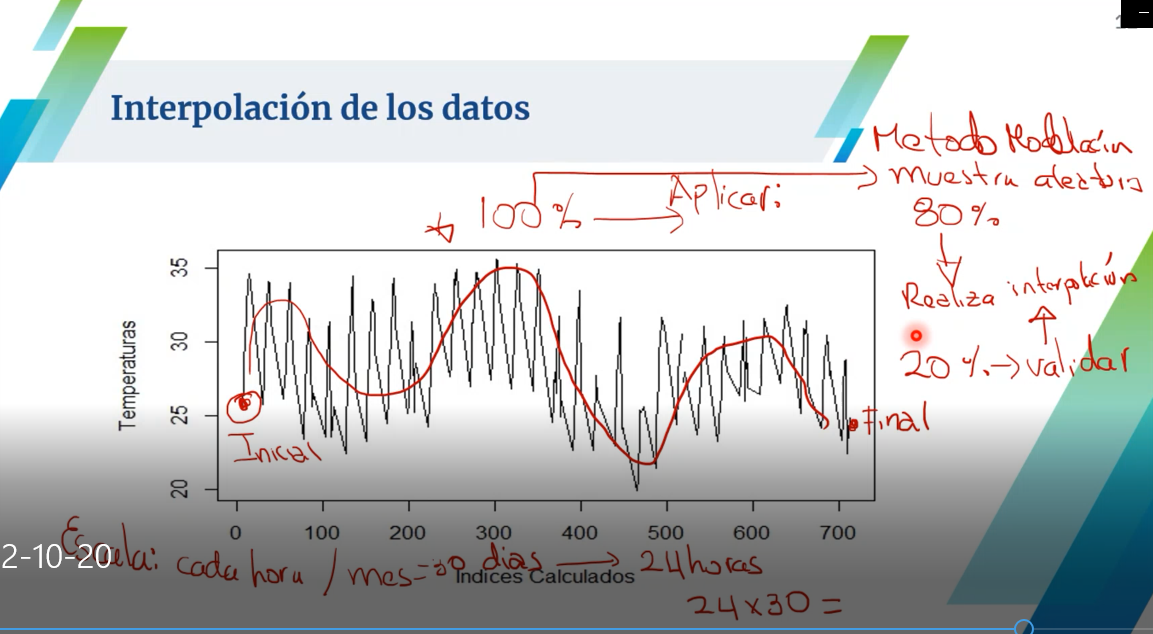 Interpolación de los datos
Metodo Modelación
muestra aleatoria
80%
Aplicar:
100%
Realiza interpolación
20% → validar
Temperaturas
35
30
25
20
Inicial
Final
0 100 200 300 400 500 600 700
Indices Calculados
Escala: cada hora / mes=30 dias → 24 horas
24x30 =
2-10-20